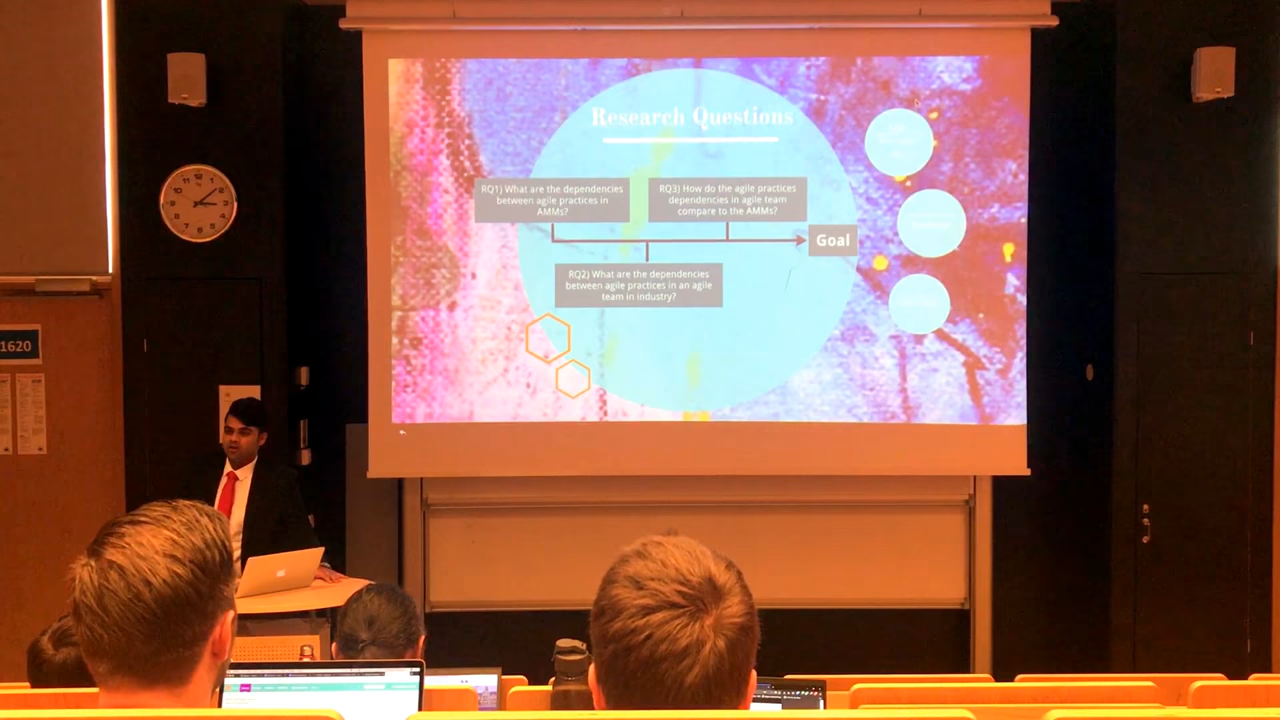 Research Questions
RQ1) What are the dependencies
between agile practices in
AMMs?
RQ3) How do the agile practices
dependencies in agile team
compare to the AMMs?
Goal
RQ2) What are the dependencies
between agile practices in an agile
team in industry?
1620